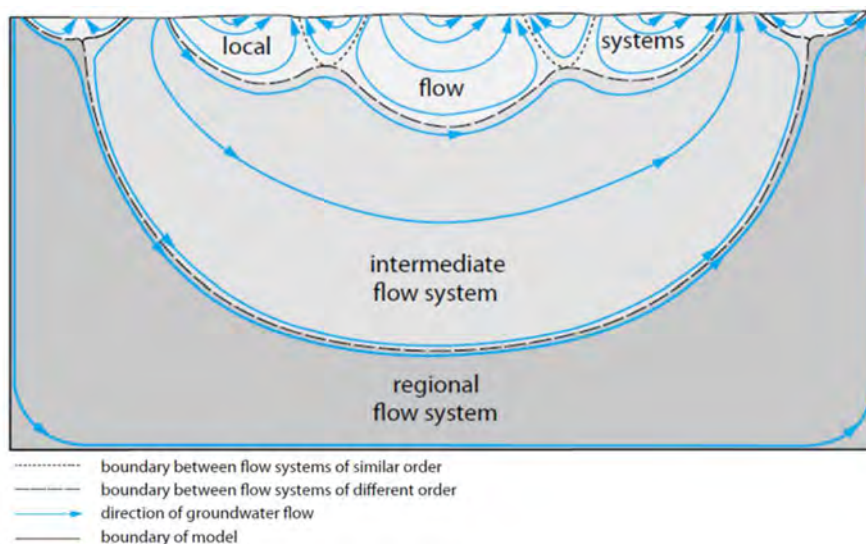 local
systems
flow
intermediate
flow system
regional
flow system
boundary between flow systems of similar order
boundary between flow systems of different order
direction of groundwater flow
boundary of model